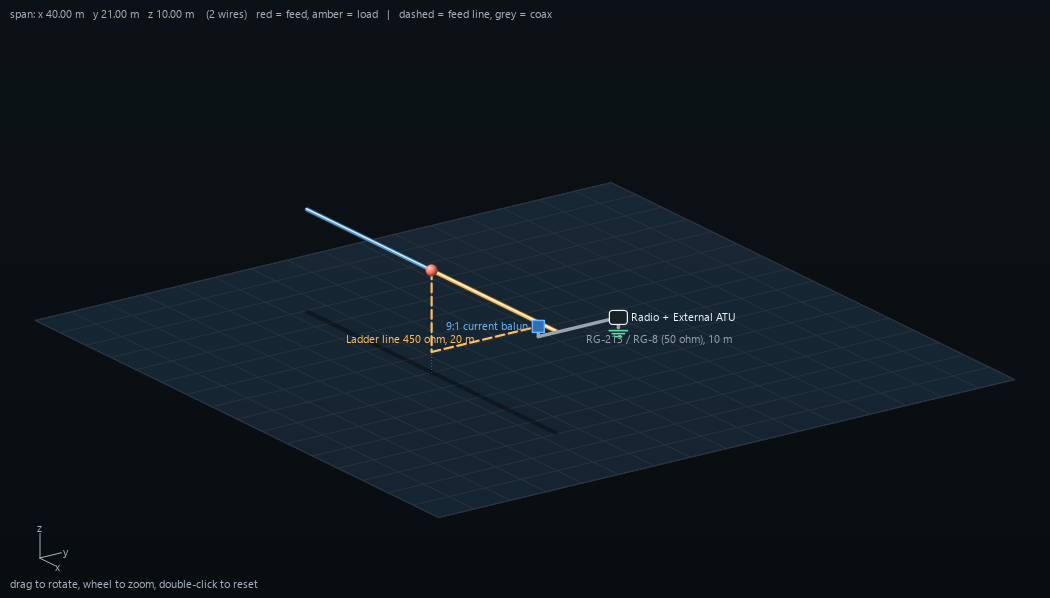 span: x 40.00 m y 21.00 m z 10.00 m (2 wires) red = feed, amber = load | dashed = feed line, grey = coax
Radio + External ATU
9:1 current balun
Ladder line 450 ohm, 20 m
RG-213 / RG-8 (50 ohm), 10 m
z
y
x
drag to rotate, wheel to zoom, double-click to reset